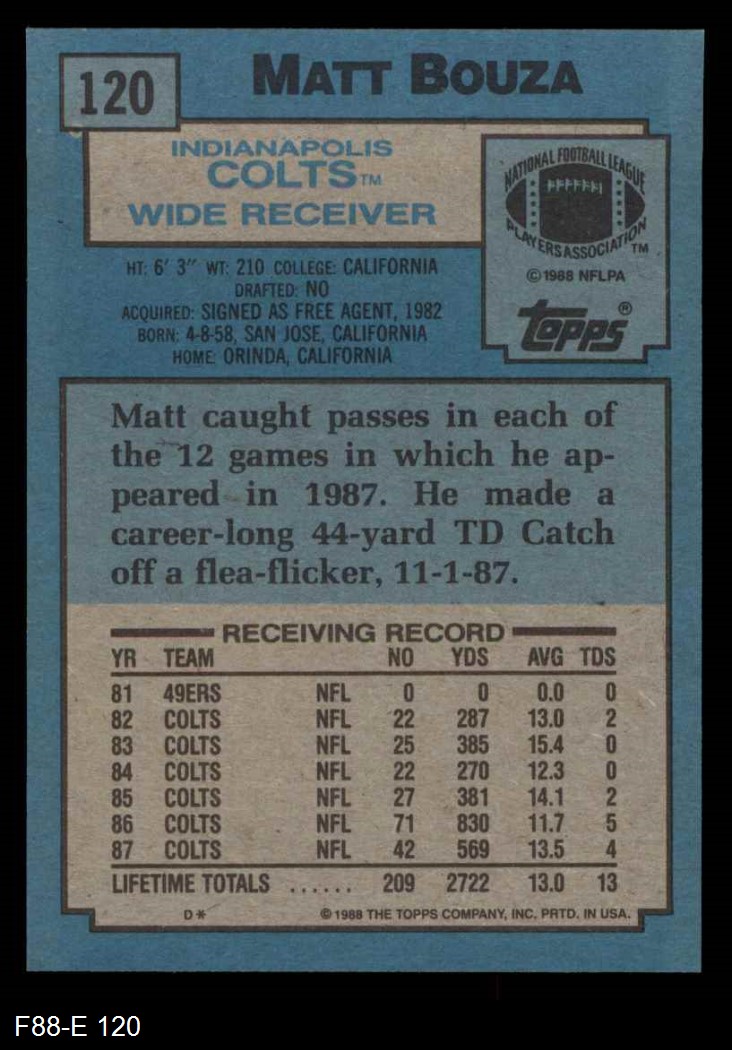 120
MATT BOUZA
INDIANAPOLIS
COLTS™
WIDE RECEIVER
HT: 6' 3" WT: 210 COLLEGE: CALIFORNIA
DRAFTED: NO
ACQUIRED: SIGNED AS FREE AGENT, 1982
BORN: 4-8-58, SAN JOSE, CALIFORNIA
HOME: ORINDA, CALIFORNIA
NATIONAL FOOTBALL LEAGUE
PLAYERS ASSOCIATION™
©1988 NFLPA
topps®
Matt caught passes in each of
the 12 games in which he ap-
peared in 1987. He made a
career-long 44-yard TD Catch
off a flea-flicker, 11-1-87.
RECEIVING RECORD
YR TEAM NO YDS AVG TDS
81 49ERS NFL 0 0 0.0 0
82 COLTS NFL 22 287 13.0 2
83 COLTS NFL 25 385 15.4 0
84 COLTS NFL 22 270 12.3 0
85 COLTS NFL 27 381 14.1 2
86 COLTS NFL 71 830 11.7 5
87 COLTS NFL 42 569 13.5 4
LIFETIME TOTALS ...... 209 2722 13.0 13
D* ©1988 THE TOPPS COMPANY, INC. PRTD. IN USA.
F88-E 120